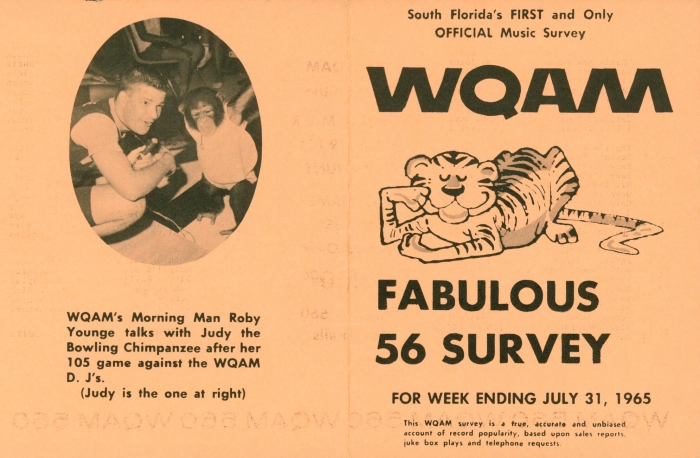 WQAM's Morning Man Roby
Younge talks with Judy the
Bowling Chimpanzee after her
105 game against the WQAM
D. J's.
(Judy is the one at right)
South Florida's FIRST and Only
OFFICIAL Music Survey
WQAM
FABULOUS
56 SURVEY
FOR WEEK ENDING JULY 31, 1965
This WQAM survey is a true, accurate and unbiased
account of record popularity, based upon sales reports,
juke box plays and telephone requests.